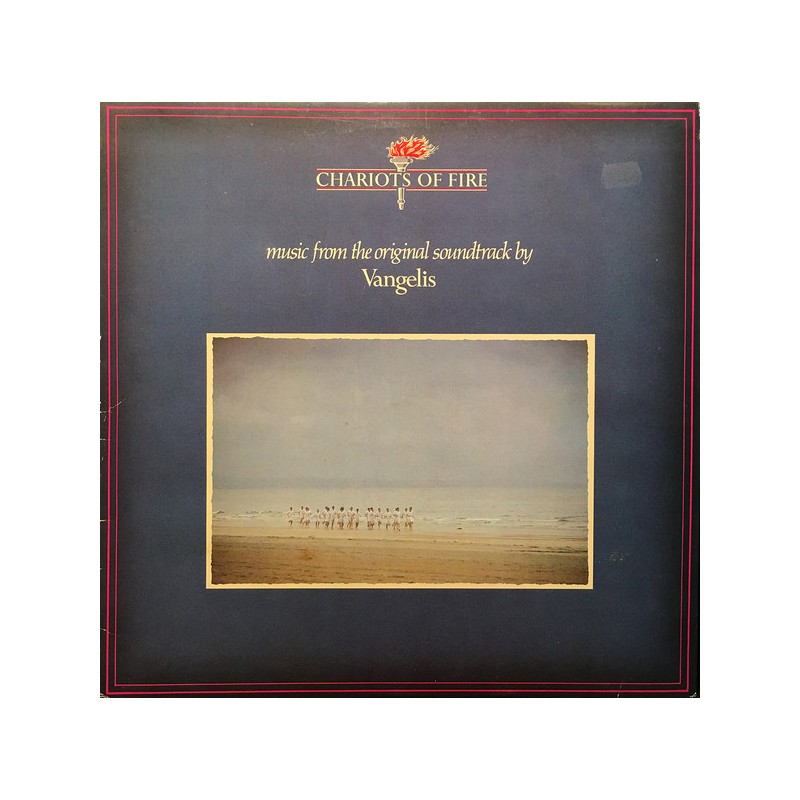 CHARIOTS OF FIRE
music from the original soundtrack by
Vangelis